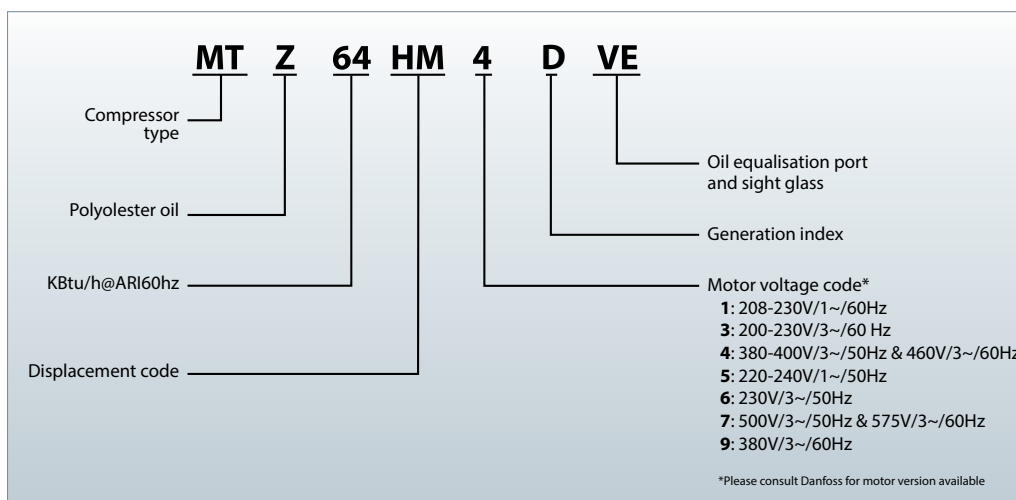 MT Z 64 HM 4 D VE
Compressor
type
Polyolester oil
KBtu/h@ARI60hz
Displacement code
Oil equalisation port
and sight glass
Generation index
Motor voltage code*
1: 208-230V/1~/60Hz
3: 200-230V/3~/60 Hz
4: 380-400V/3~/50Hz & 460V/3~/60Hz
5: 220-240V/1~/50Hz
6: 230V/3~/50Hz
7: 500V/3~/50Hz & 575V/3~/60Hz
9: 380V/3~/60Hz
*Please consult Danfoss for motor version available